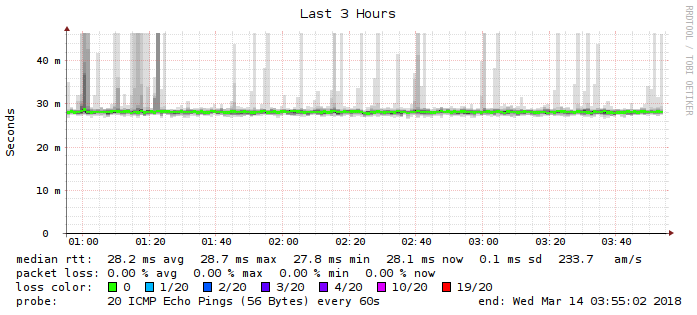 Last 3 Hours
RRDTOOL / TOBI OETIKER
Seconds
40 m
30 m
20 m
10 m
0
01:00 01:20 01:40 02:00 02:20 02:40 03:00 03:20 03:40
median rtt: 28.2 ms avg 28.7 ms max 27.8 ms min 28.1 ms now 0.1 ms sd 233.7 am/s
packet loss: 0.00 % avg 0.00 % max 0.00 % min 0.00 % now
loss color: 0 1/20 2/20 3/20 4/20 10/20 19/20
probe: 20 ICMP Echo Pings (56 Bytes) every 60s end: Wed Mar 14 03:55:02 2018